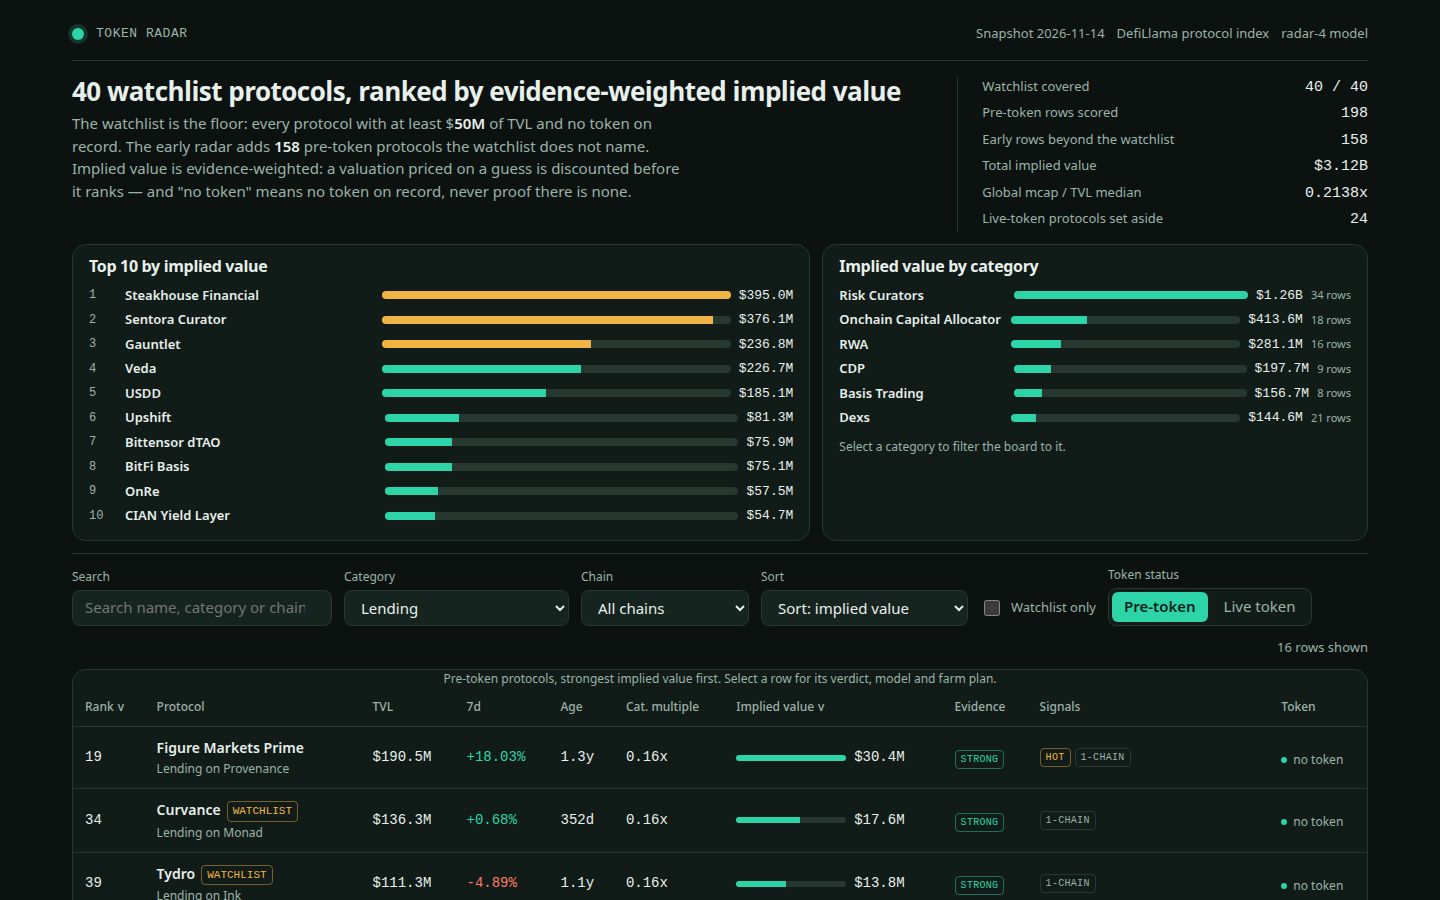 TOKEN RADAR
Snapshot 2026-11-14 DefiLlama protocol index radar-4 model
40 watchlist protocols, ranked by evidence-weighted implied value
The watchlist is the floor: every protocol with at least $50M of TVL and no token on
record. The early radar adds 158 pre-token protocols the watchlist does not name.
Implied value is evidence-weighted: a valuation priced on a guess is discounted before
it ranks — and "no token" means no token on record, never proof there is none.
Watchlist covered 40 / 40
Pre-token rows scored 198
Early rows beyond the watchlist 158
Total implied value $3.12B
Global mcap / TVL median 0.2138x
Live-token protocols set aside 24
Top 10 by implied value
1 Steakhouse Financial $395.0M
2 Sentora Curator $376.1M
3 Gauntlet $236.8M
4 Veda $226.7M
5 USDD $185.1M
6 Upshift $81.3M
7 Bittensor dTAO $75.9M
8 BitFi Basis $75.1M
9 OnRe $57.5M
10 CIAN Yield Layer $54.7M
Implied value by category
Risk Curators $1.26B 34 rows
Onchain Capital Allocator $413.6M 18 rows
RWA $281.1M 16 rows
CDP $197.7M 9 rows
Basis Trading $156.7M 8 rows
Dexs $144.6M 21 rows
Select a category to filter the board to it.
Search Category Chain Sort Token status
Search name, category or chain Lending All chains Sort: implied value Watchlist only Pre-token Live token
16 rows shown
Pre-token protocols, strongest implied value first. Select a row for its verdict, model and farm plan.
Rank v Protocol TVL 7d Age Cat. multiple Implied value v Evidence Signals Token
19 Figure Markets Prime $190.5M +18.03% 1.3y 0.16x $30.4M STRONG HOT 1-CHAIN no token
Lending on Provenance
34 Curvance WATCHLIST $136.3M +0.68% 352d 0.16x $17.6M STRONG 1-CHAIN no token
Lending on Monad
39 Tydro WATCHLIST $111.3M -4.89% 1.1y 0.16x $13.8M STRONG 1-CHAIN no token
Lending on Ink